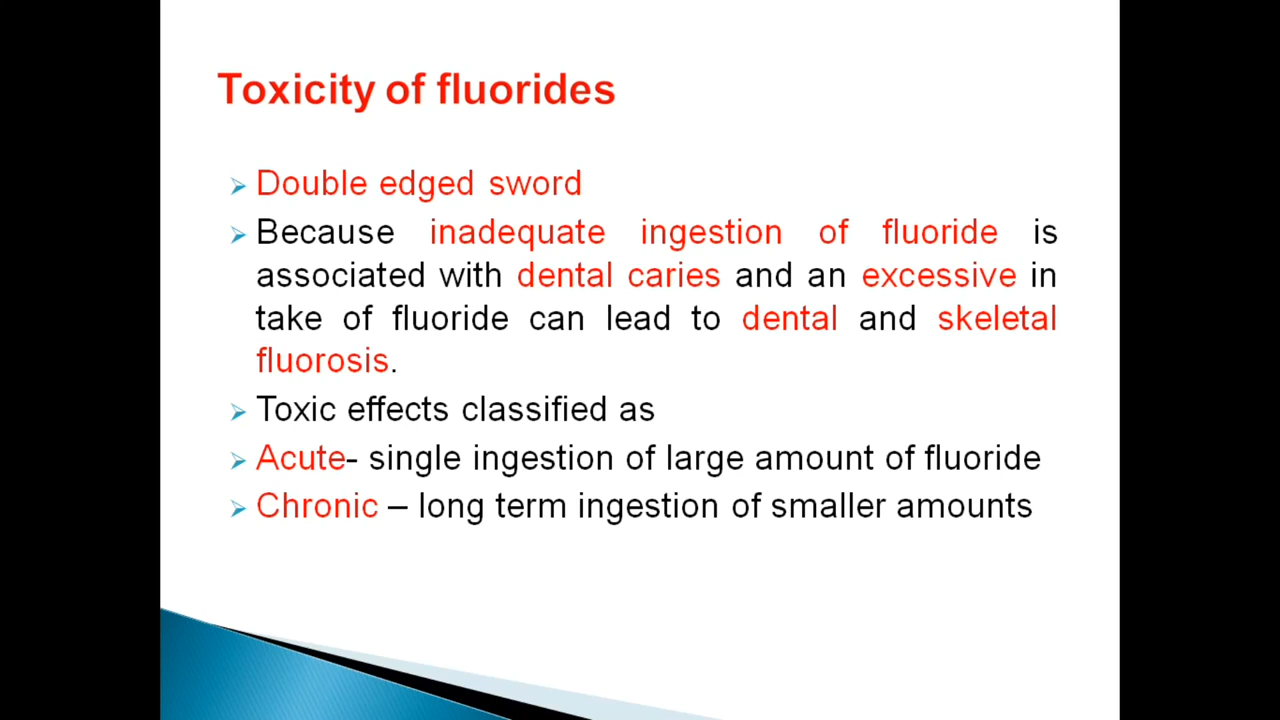 Toxicity of fluorides
Double edged sword
Because inadequate ingestion of fluoride is
associated with dental caries and an excessive in
take of fluoride can lead to dental and skeletal
fluorosis.
Toxic effects classified as
Acute- single ingestion of large amount of fluoride
Chronic – long term ingestion of smaller amounts